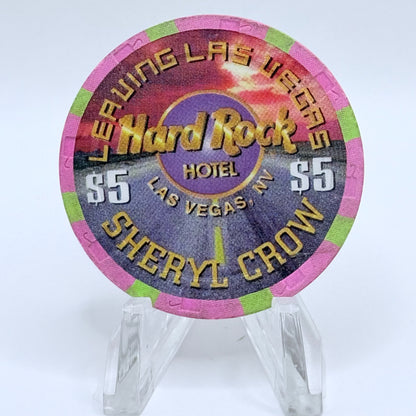 LEAVING LAS VEGAS
Hard Rock
HOTEL
LAS VEGAS, NV
$5
$5
SHERYL CROW